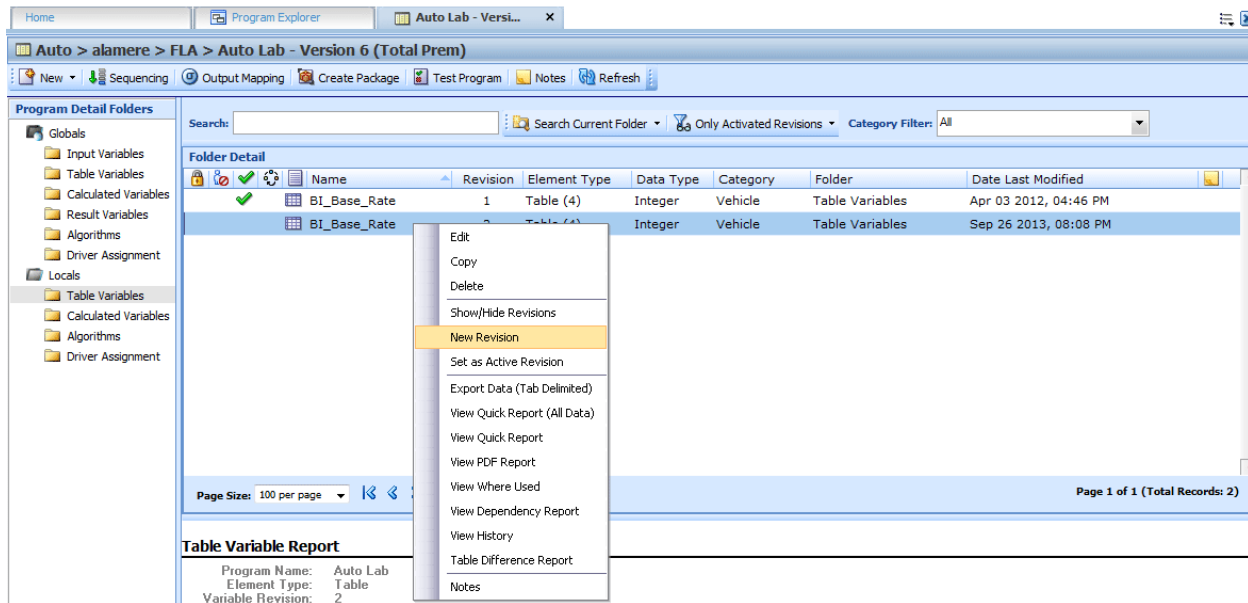 Home Program Explorer Auto Lab - Versi... x
Auto > alamere > FLA > Auto Lab - Version 6 (Total Prem)
New Sequencing Output Mapping Create Package Test Program Notes Refresh
Program Detail Folders
Globals
Input Variables
Table Variables
Calculated Variables
Result Variables
Algorithms
Driver Assignment
Locals
Table Variables
Calculated Variables
Algorithms
Driver Assignment
Search: Search Current Folder Only Activated Revisions Category Filter: All
Folder Detail
Name Revision Element Type Data Type Category Folder Date Last Modified
BI_Base_Rate 1 Table (4) Integer Vehicle Table Variables Apr 03 2012, 04:46 PM
BI_Base_Rate 2 Table (4) Integer Vehicle Table Variables Sep 26 2013, 08:08 PM
Edit
Copy
Delete
Show/Hide Revisions
New Revision
Set as Active Revision
Export Data (Tab Delimited)
View Quick Report (All Data)
View Quick Report
View PDF Report
View Where Used
View Dependency Report
View History
Table Difference Report
Notes
Page Size: 100 per page Page 1 of 1 (Total Records: 2)
Table Variable Report
Program Name: Auto Lab
Element Type: Table
Variable Revision: 2